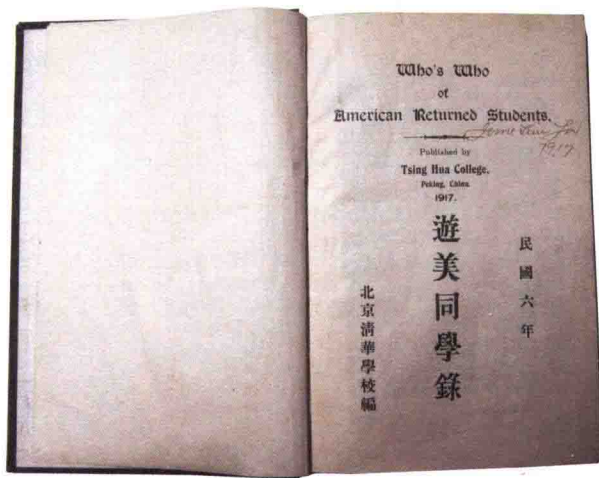 Who's Who
of
American Returned Students.
1917
Published by
Tsing Hua College.
Peking, China.
1917.
民國六年
遊美同學錄
北京清華學校編